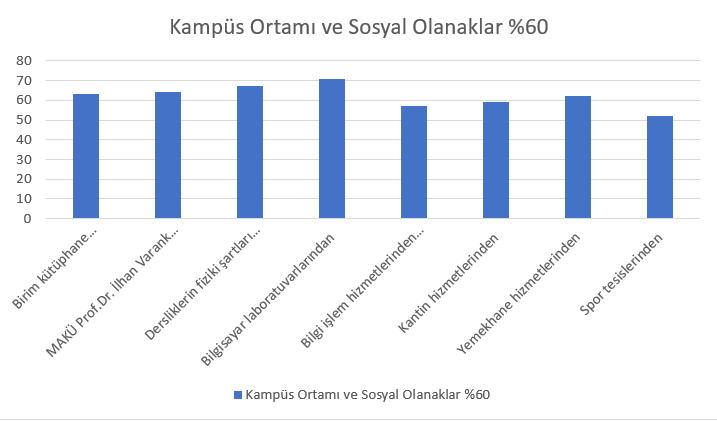 Kampüs Ortamı ve Sosyal Olanaklar %60
80
70
60
50
40
30
20
10
0
Birim kütüphane...
MAKÜ Prof.Dr. İlhan Varank...
Dersliklerin fiziki şartları...
Bilgisayar laboratuvarlarından
Bilgi işlem hizmetlerinden...
Kantin hizmetlerinden
Yemekhane hizmetlerinden
Spor tesislerinden
Kampüs Ortamı ve Sosyal Olanaklar %60